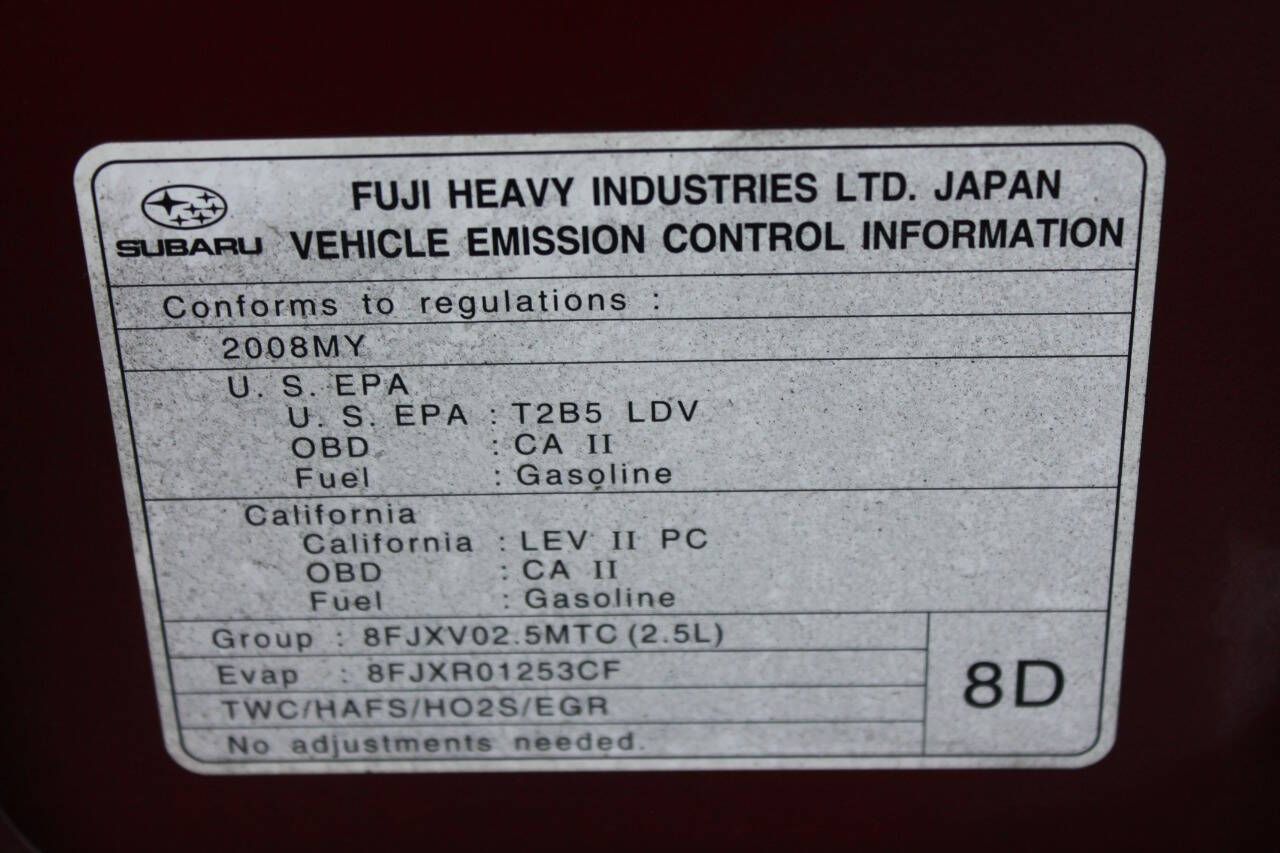 FUJI HEAVY INDUSTRIES LTD. JAPAN
SUBARU VEHICLE EMISSION CONTROL INFORMATION
Conforms to regulations :
2008MY
U. S. EPA
U. S. EPA : T2B5 LDV
OBD : CA II
Fuel : Gasoline
California
California : LEV II PC
OBD : CA II
Fuel : Gasoline
Group : 8FJXV02.5MTC (2.5L)
Evap : 8FJXR01253CF
8D
TWC/HAFS/HO2S/EGR
No adjustments needed.